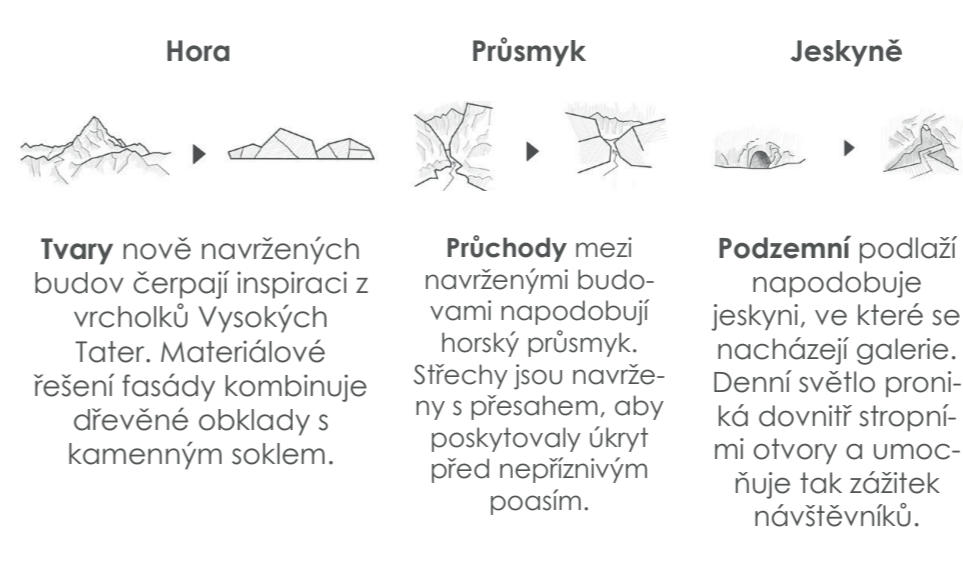 Hora
Tvary nově navržených
budov čerpají inspiraci z
vrcholků Vysokých
Tater. Materiálové
řešení fasády kombinuje
dřevěné obklady s
kamenným soklem.
Průsmyk
Průchody mezi
navrženými budo-
vami napodobují
horský průsmyk.
Střechy jsou navrže-
ny s přesahem, aby
poskytovaly úkryt
před nepříznivým
poasím.
Jeskyně
Podzemní podlaží
napodobuje
jeskyni, ve které se
nacházejí galerie.
Denní světlo proni-
ká dovnitř stropní-
mi otvory a umoc-
ňuje tak zážitek
návštěvníků.